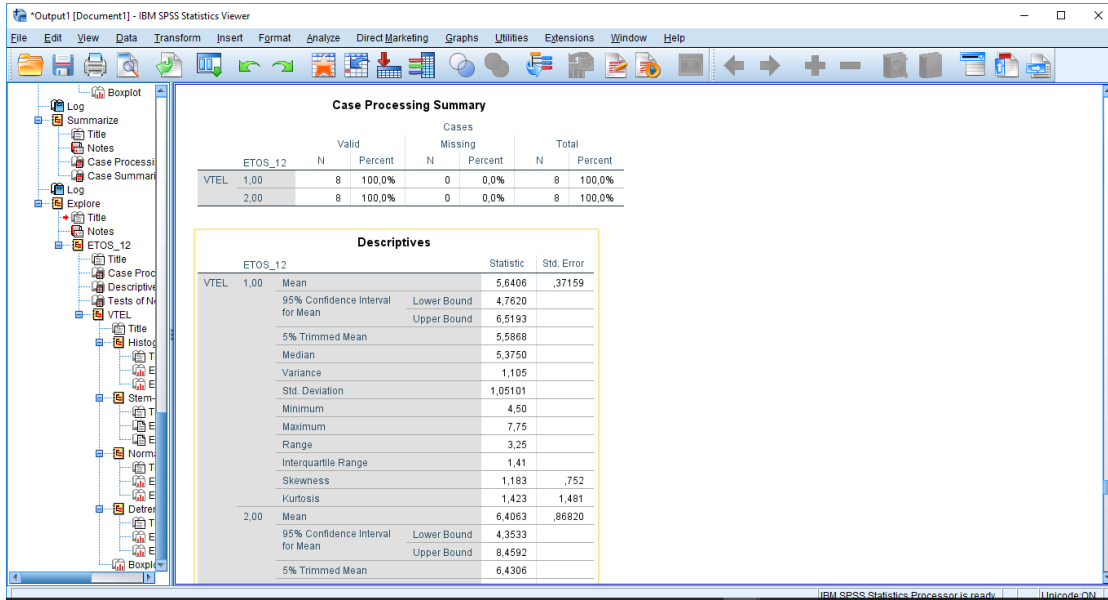 *Output1 [Document1] - IBM SPSS Statistics Viewer
File Edit View Data Transform Insert Format Analyze Direct Marketing Graphs Utilities Extensions Window Help
Boxplot
Log
Summarize
Title
Notes
Case Processi
Case Summari
Log
Explore
Title
Notes
ETOS_12
Title
Case Proc
Descriptive
Tests of N
VTEL
Title
Histog
T
E
E
Stem-
T
E
E
Norma
T
E
E
Detrer
T
E
E
Boxplo
Case Processing Summary
Cases
Valid Missing Total
ETOS_12 N Percent N Percent N Percent
VTEL 1,00 8 100,0% 0 0,0% 8 100,0%
2,00 8 100,0% 0 0,0% 8 100,0%
Descriptives
ETOS_12 Statistic Std. Error
VTEL 1,00 Mean 5,6406 ,37159
95% Confidence Interval for Mean Lower Bound 4,7620
Upper Bound 6,5193
5% Trimmed Mean 5,5868
Median 5,3750
Variance 1,105
Std. Deviation 1,05101
Minimum 4,50
Maximum 7,75
Range 3,25
Interquartile Range 1,41
Skewness 1,183 ,752
Kurtosis 1,423 1,481
2,00 Mean 6,4063 ,86820
95% Confidence Interval for Mean Lower Bound 4,3533
Upper Bound 8,4592
5% Trimmed Mean 6,4306
IBM SPSS Statistics Processor is ready Unicode:ON